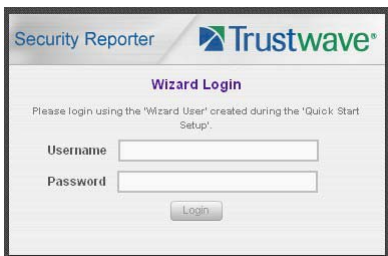 Security Reporter
Trustwave®
Wizard Login
Please login using the 'Wizard User' created during the 'Quick Start
Setup'.
Username
Password
Login